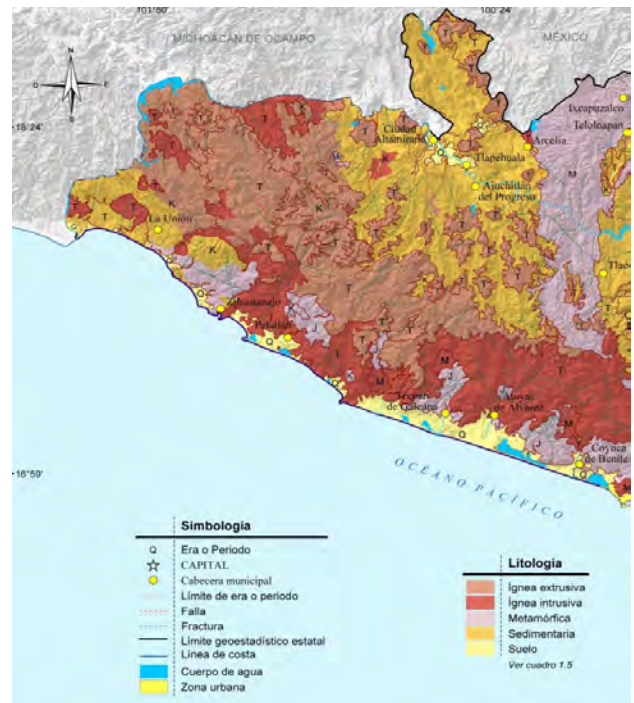 101°50'
100°24'
MICHOACÁN DE OCAMPO
MÉXICO
N
O
E
S
18°24'
Ixcapuzalco
Teloloapan
Ciudad
Altamirano
Arcelia
Tlapehuala
Ajuchitlán
del Progreso
La Unión
Tlaco
Zihuatanejo
Petatlán
Tecpan
de Galeana
Atoyac
de Álvarez
Coyuca
de Benítez
16°59'
OCÉANO PACÍFICO
Simbología
Q Era o Periodo
CAPITAL
Cabecera municipal
Límite de era o periodo
Falla
Fractura
Límite geoestadístico estatal
Línea de costa
Cuerpo de agua
Zona urbana
Litología
Ígnea extrusiva
Ígnea intrusiva
Metamórfica
Sedimentaria
Suelo
Ver cuadro 1.5